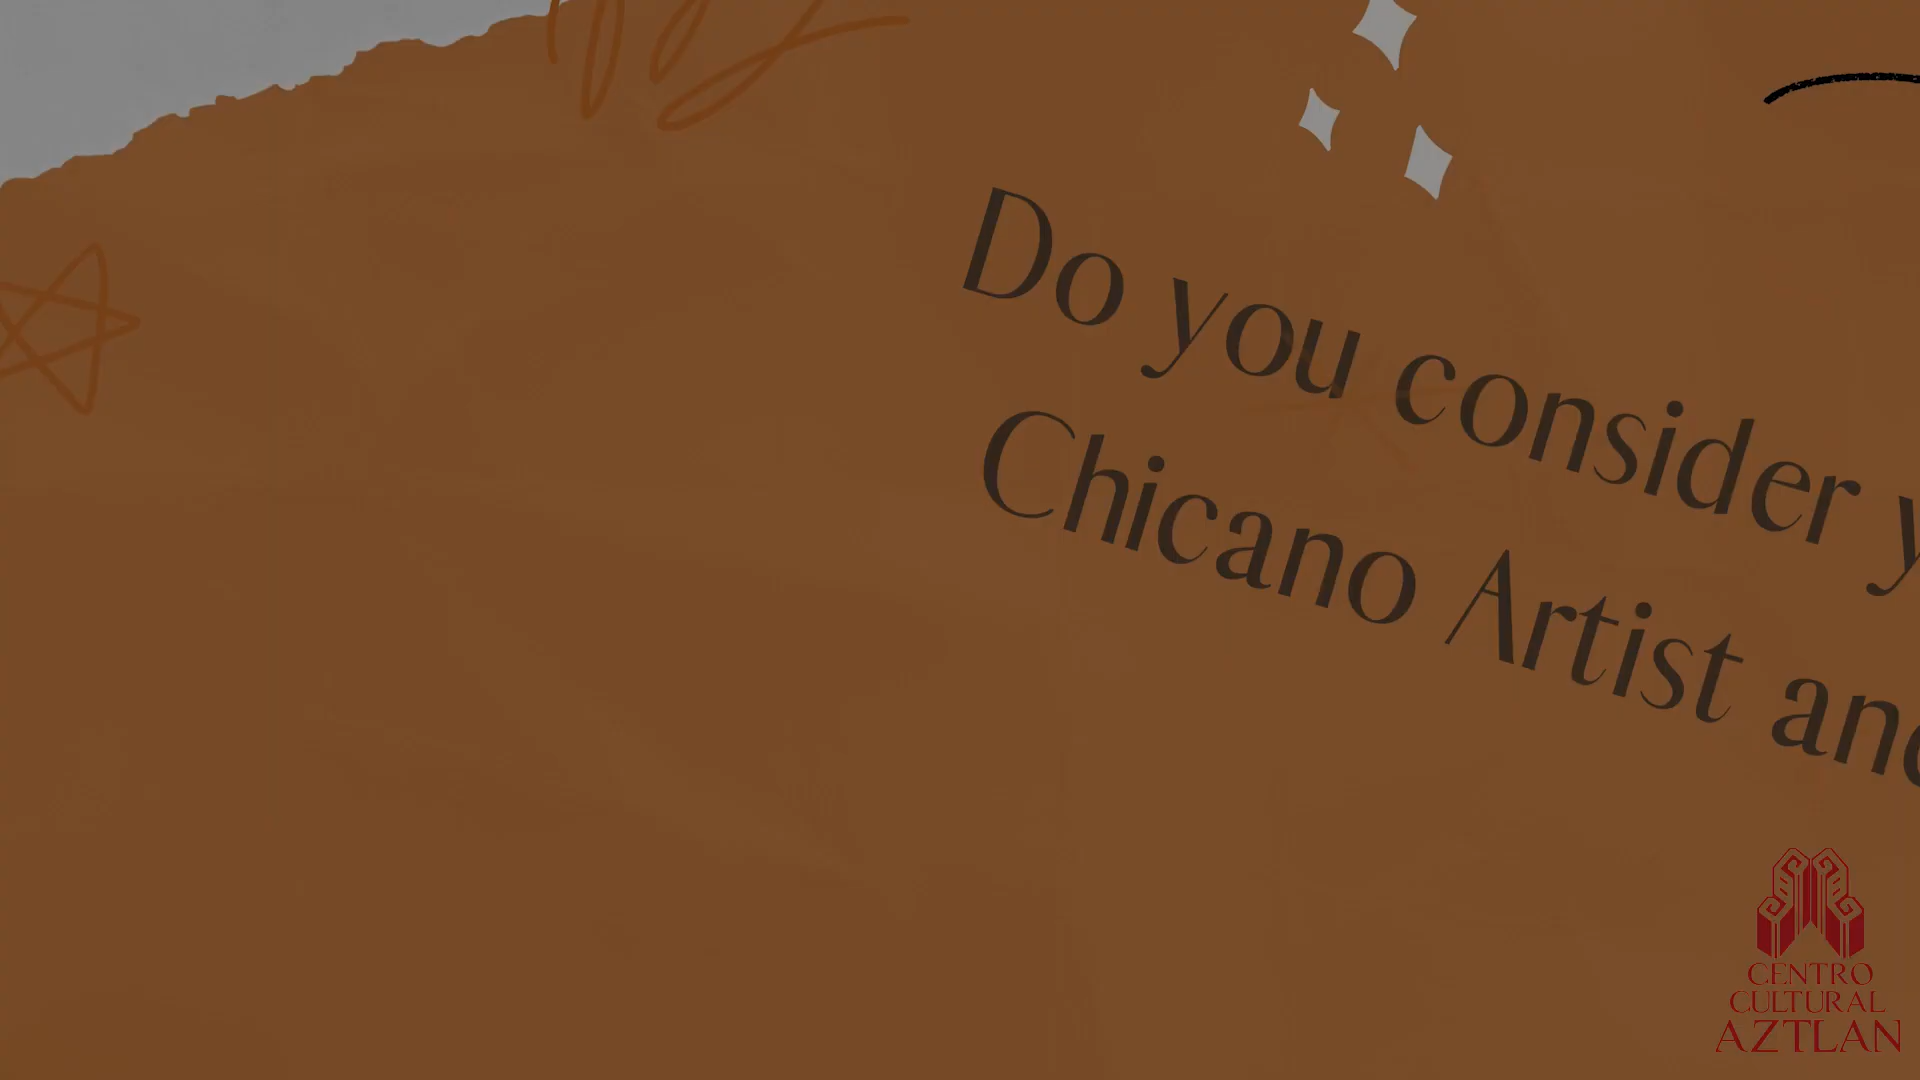 Do you consider y
Chicano Artist and
CENTRO
CULTURAL
AZTLAN